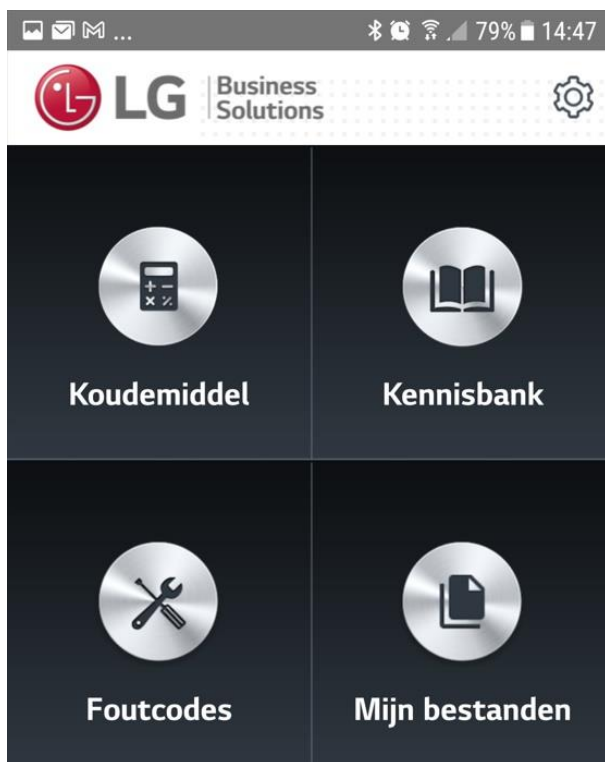 ... 79% 14:47
LG Business
Solutions
Koudemiddel Kennisbank
Foutcodes Mijn bestanden